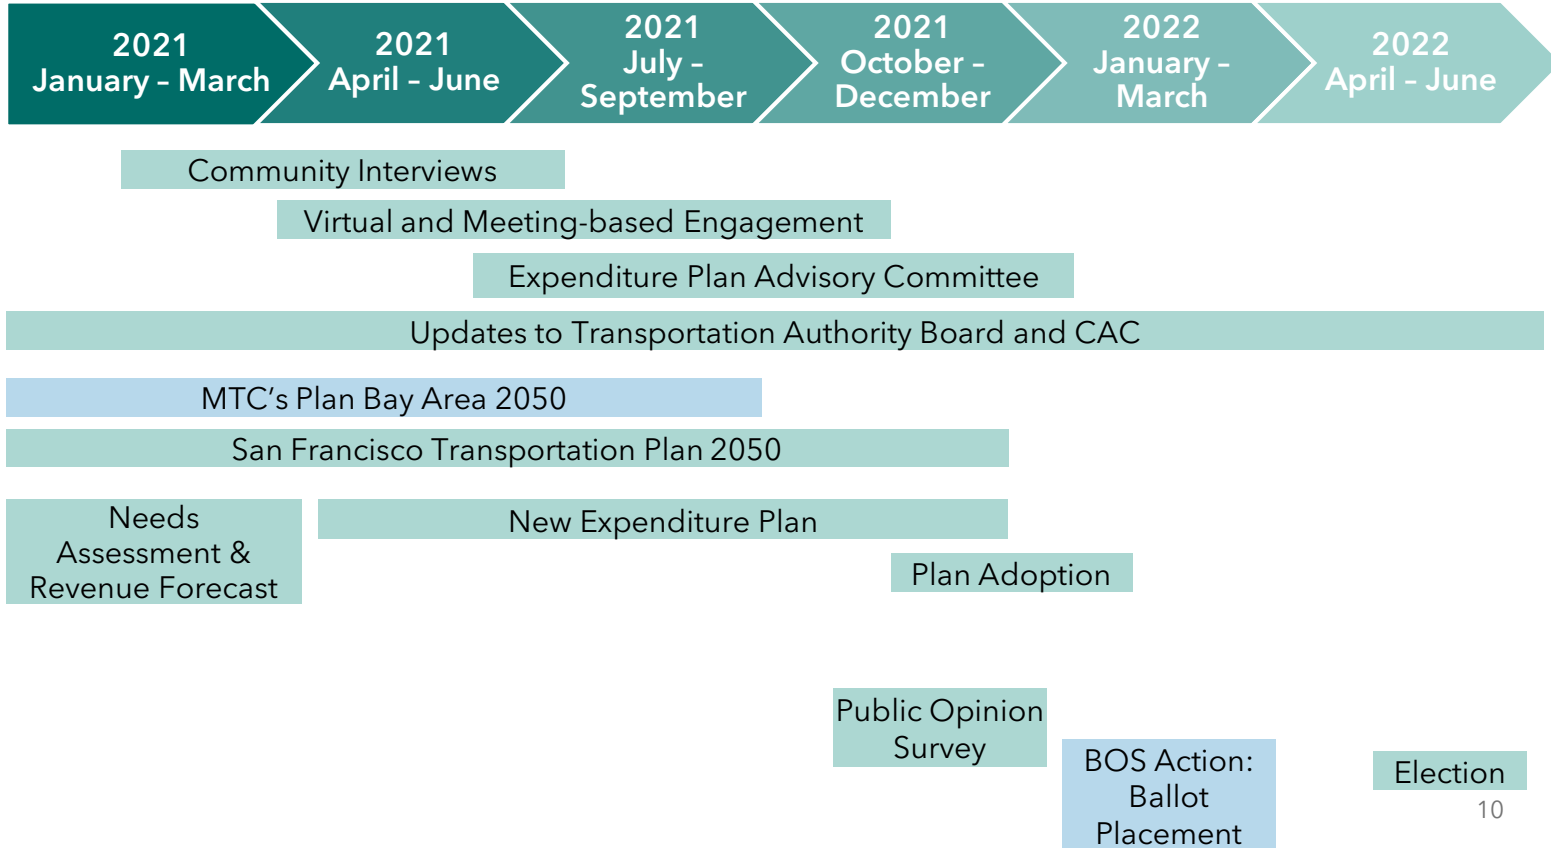 2021
January – March
2021
April – June
2021
July –
September
2021
October –
December
2022
January –
March
2022
April – June
Community Interviews
Virtual and Meeting-based Engagement
Expenditure Plan Advisory Committee
Updates to Transportation Authority Board and CAC
MTC’s Plan Bay Area 2050
San Francisco Transportation Plan 2050
Needs
Assessment &
Revenue Forecast
New Expenditure Plan
Plan Adoption
Public Opinion
Survey
BOS Action:
Ballot
Placement
Election
10